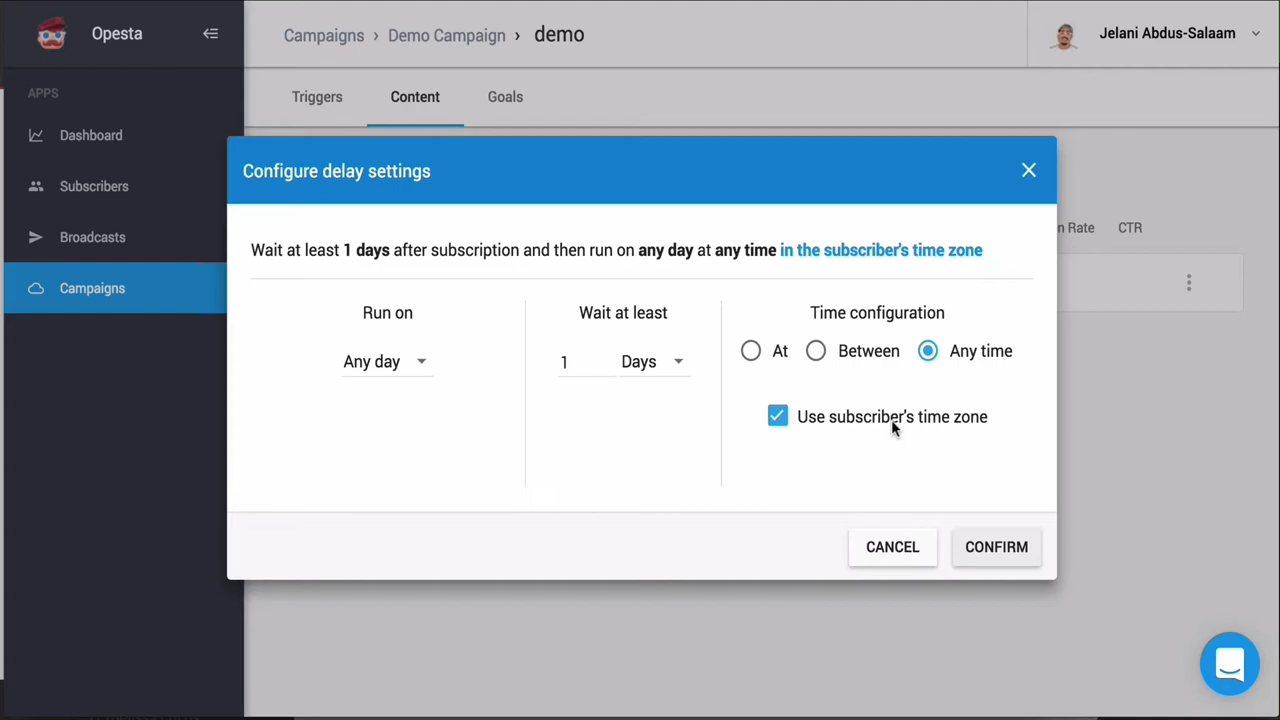 Opesta
Campaigns › Demo Campaign › demo
Jelani Abdus-Salaam
APPS
Dashboard
Subscribers
Broadcasts
Campaigns
Triggers
Content
Goals
n Rate
CTR
Configure delay settings
Wait at least 1 days after subscription and then run on any day at any time in the subscriber's time zone
Run on
Any day
Wait at least
1 Days
Time configuration
At Between Any time
Use subscriber's time zone
CANCEL
CONFIRM